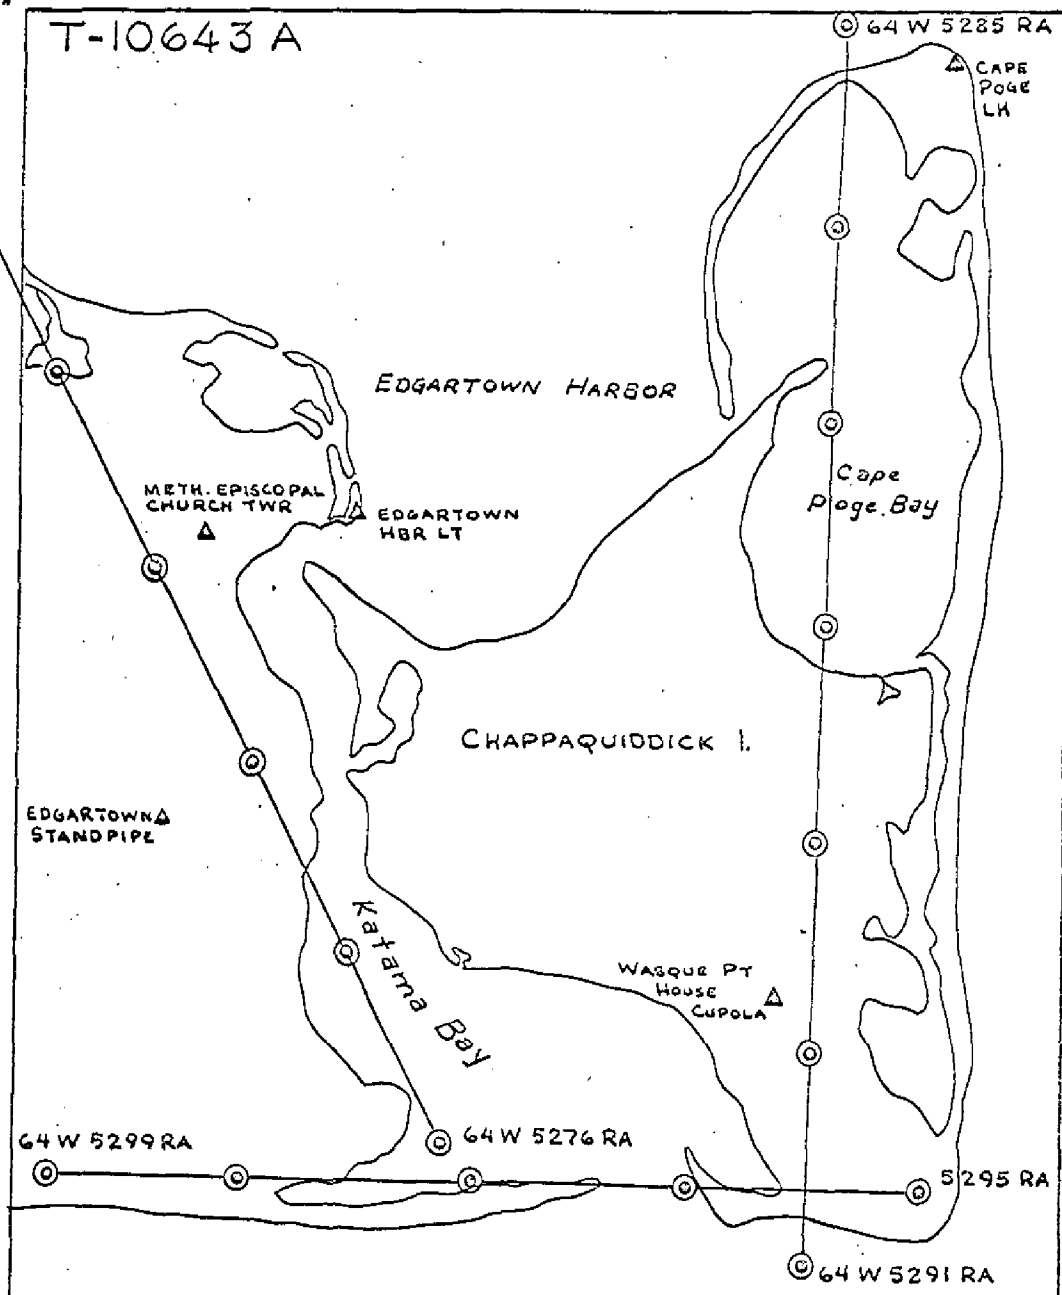 T-10643 A
64 W 5285 RA
CAPE
POGE
LH
EDGARTOWN HARBOR
METH. EPISCOPAL
CHURCH TWR
EDGARTOWN
HBR LT
Cape
Poge Bay
CHAPPAQUIDDICK I.
EDGARTOWN
STANDPIPE
Katama Bay
WASQUE PT
HOUSE
CUPOLA
64 W 5299 RA
64 W 5276 RA
5295 RA
64 W 5291 RA